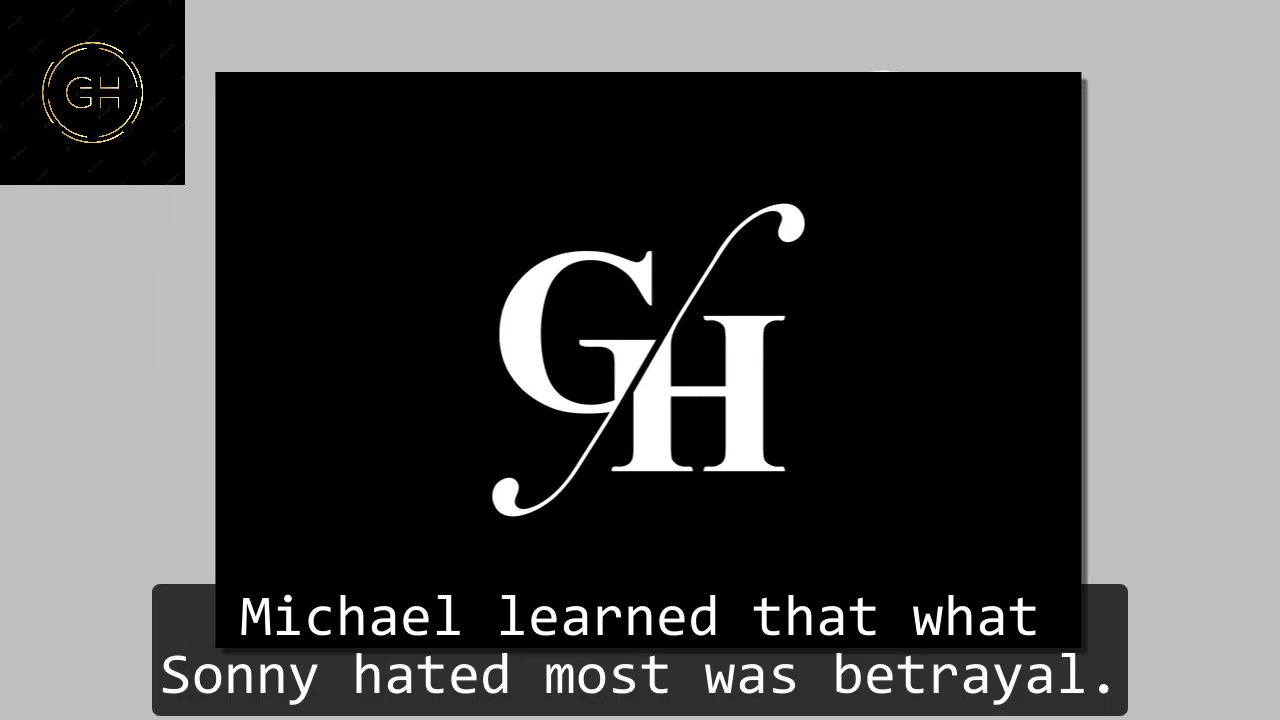 GH
GH
Michael learned that what
Sonny hated most was betrayal.